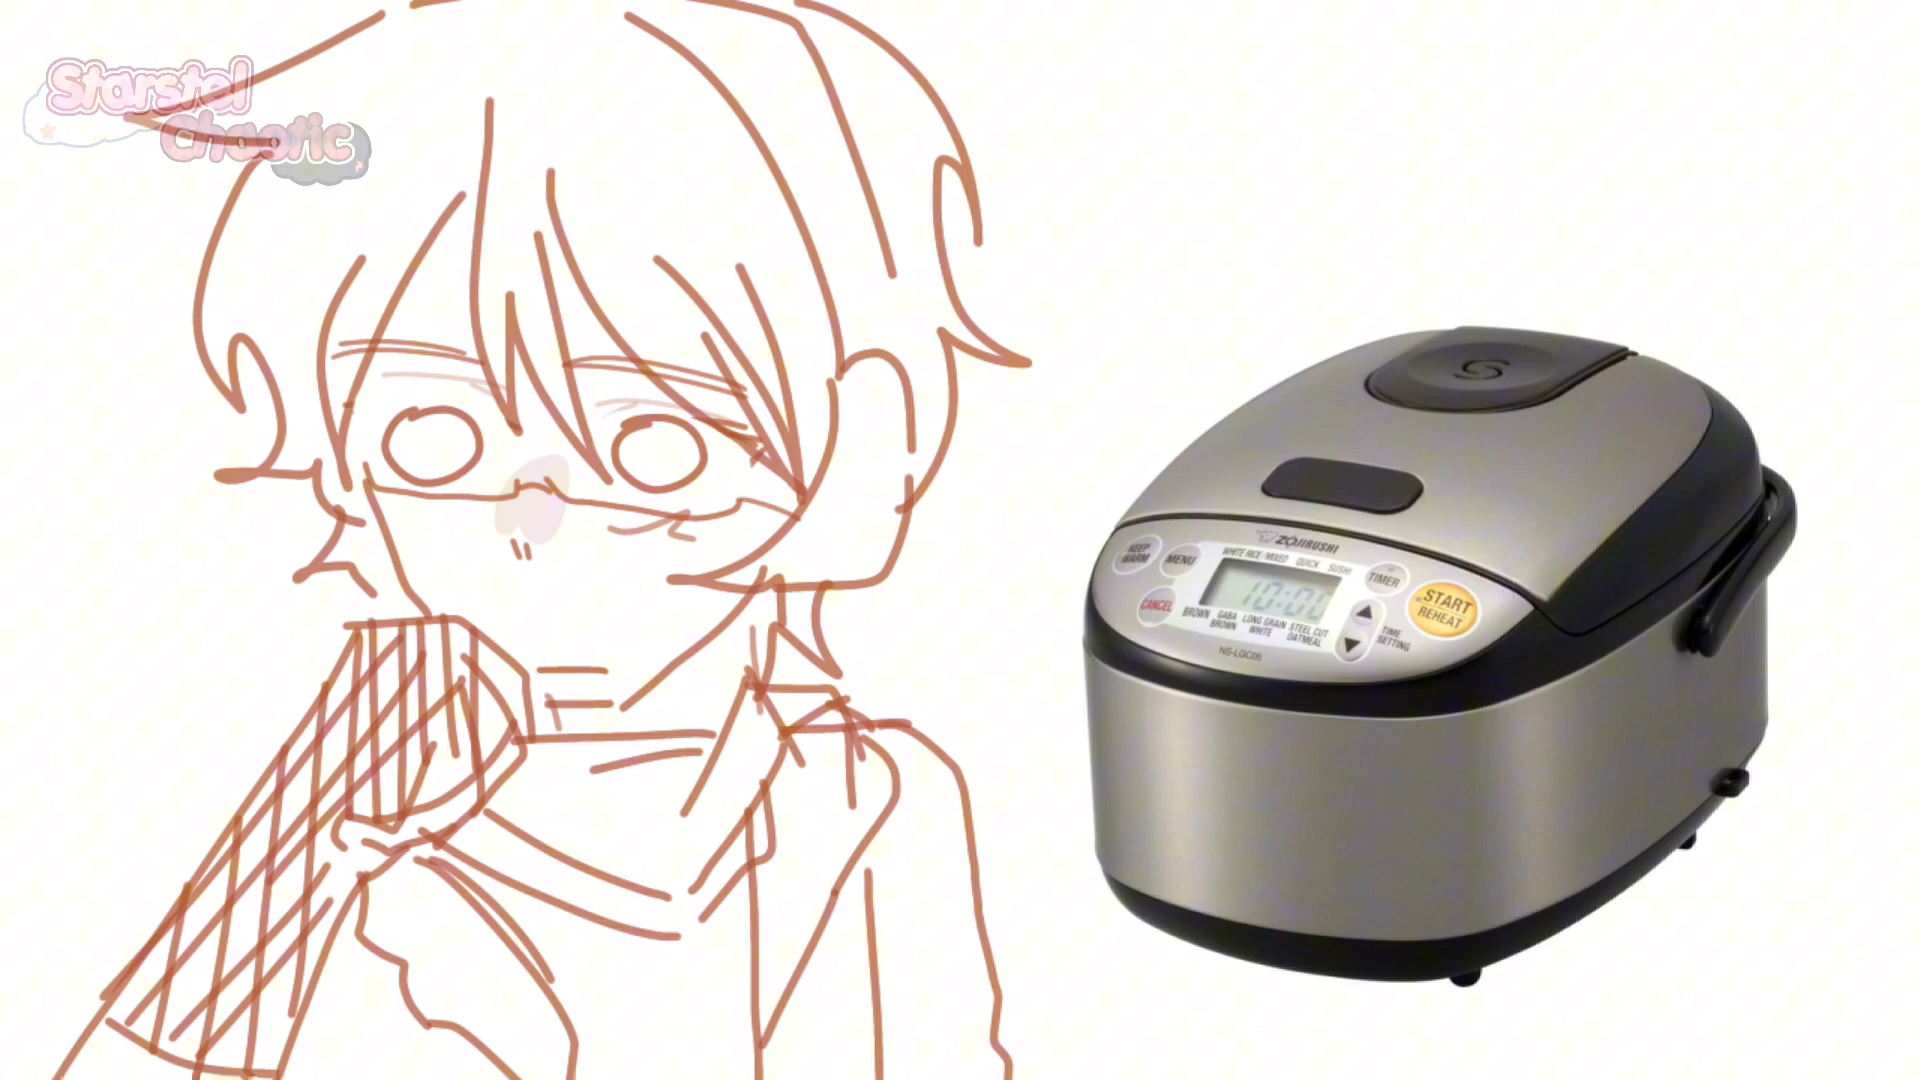 Starstel
Chaotic
ZOJIRUSHI
KEEP
WARM
MENU
WHITE RICE/MIXED QUICK SUSHI
TIMER
CANCEL
10:00
START
REHEAT
BROWN GABA
BROWN LONG GRAIN
WHITE STEEL CUT
OATMEAL
TIME
SETTING
NS-LGC05